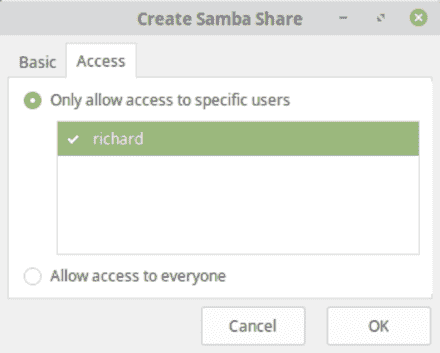 Create Samba Share
Basic Access
Only allow access to specific users
richard
Allow access to everyone
Cancel OK